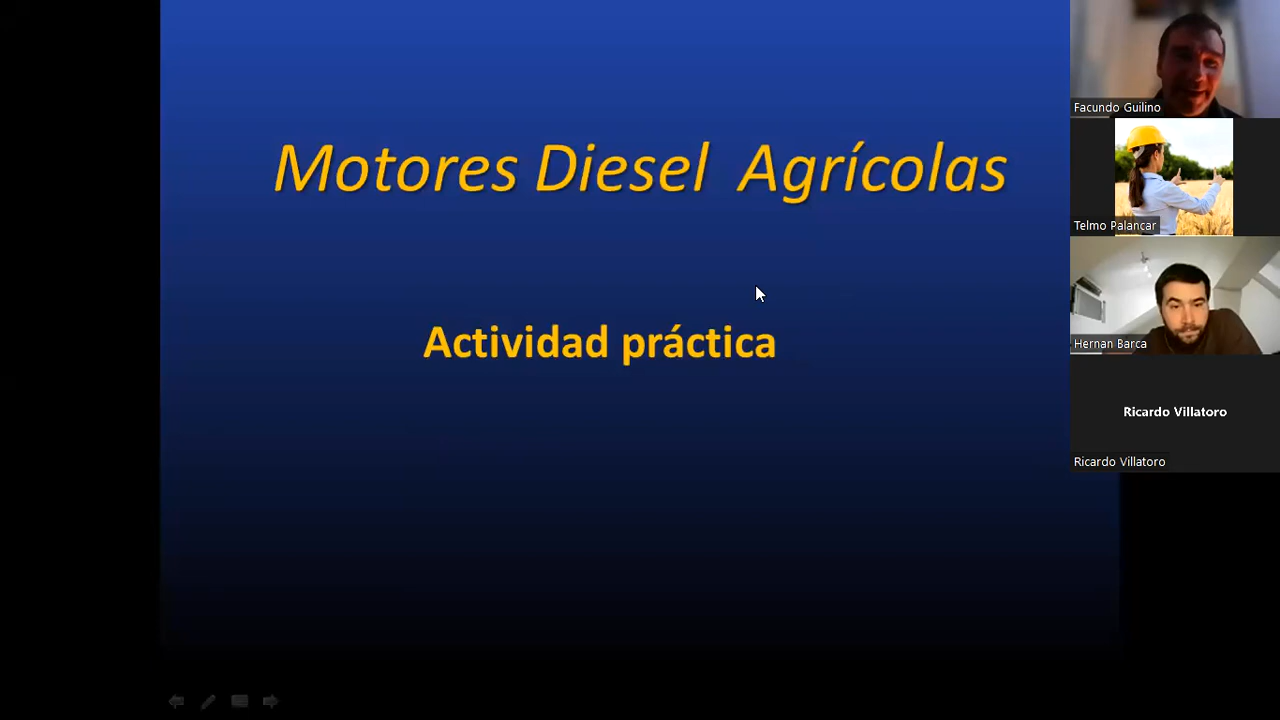 Motores Diesel Agrícolas
Actividad práctica
Facundo Guilino
Telmo Palancar
Hernan Barca
Ricardo Villatoro
Ricardo Villatoro